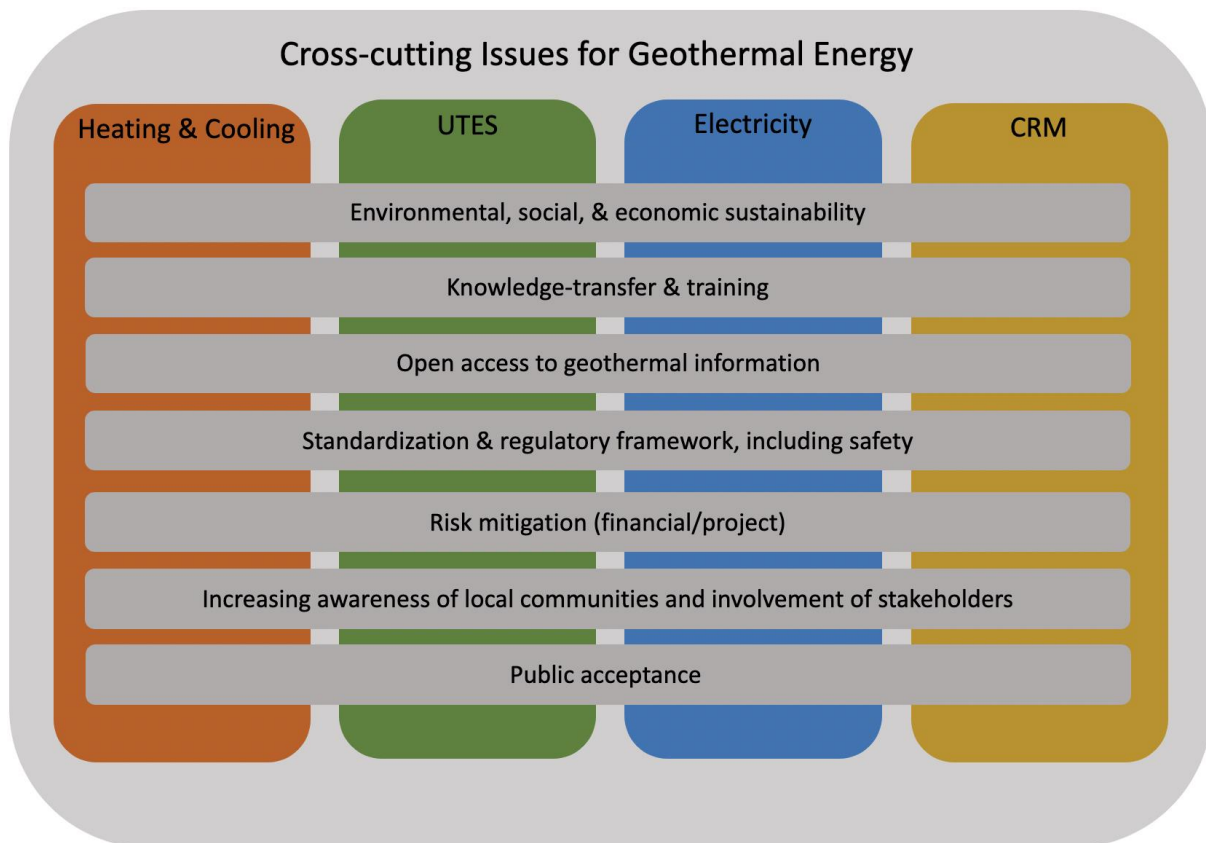 Cross-cutting Issues for Geothermal Energy
Heating & Cooling
UTES
Electricity
CRM
Environmental, social, & economic sustainability
Knowledge-transfer & training
Open access to geothermal information
Standardization & regulatory framework, including safety
Risk mitigation (financial/project)
Increasing awareness of local communities and involvement of stakeholders
Public acceptance